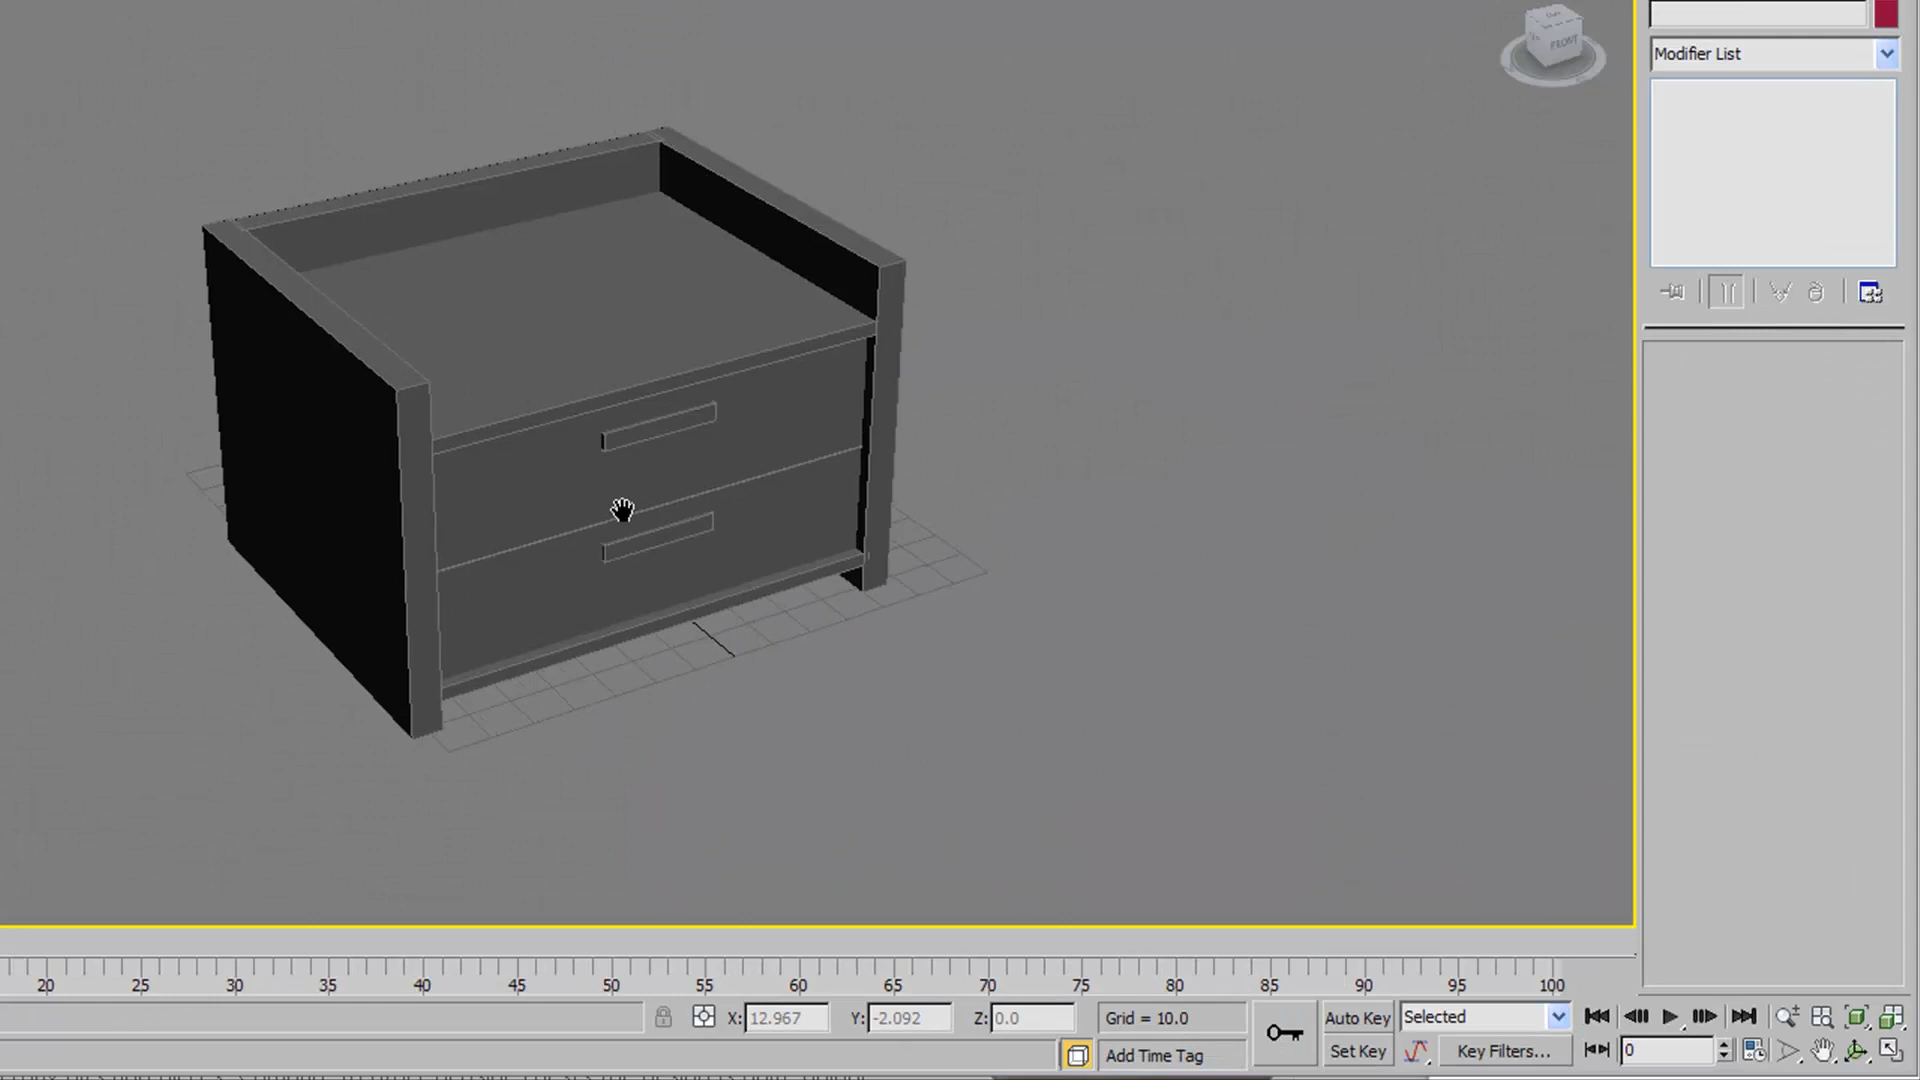 FRONT
Modifier List
20 25 30 35 40 45 50 55 60 65 70 75 80 85 90 95 100
X: 12.967 Y: -2.092 Z: 0.0 Grid = 10.0 Auto Key Selected
Add Time Tag Set Key Key Filters... 0